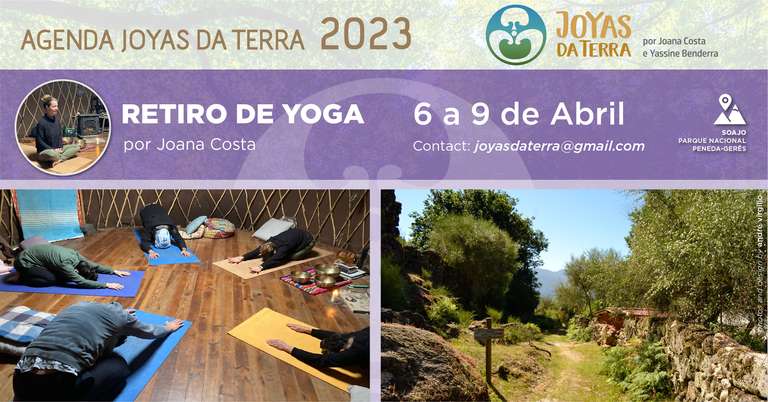 AGENDA JOYAS DA TERRA 2023
JOYAS
DA TERRA
por Joana Costa
e Yassine Benderra
RETIRO DE YOGA
por Joana Costa
6 a 9 de Abril
Contact: joyasdaterra@gmail.com
SOAJO
PARQUE NACIONAL
PENEDA-GERÊS